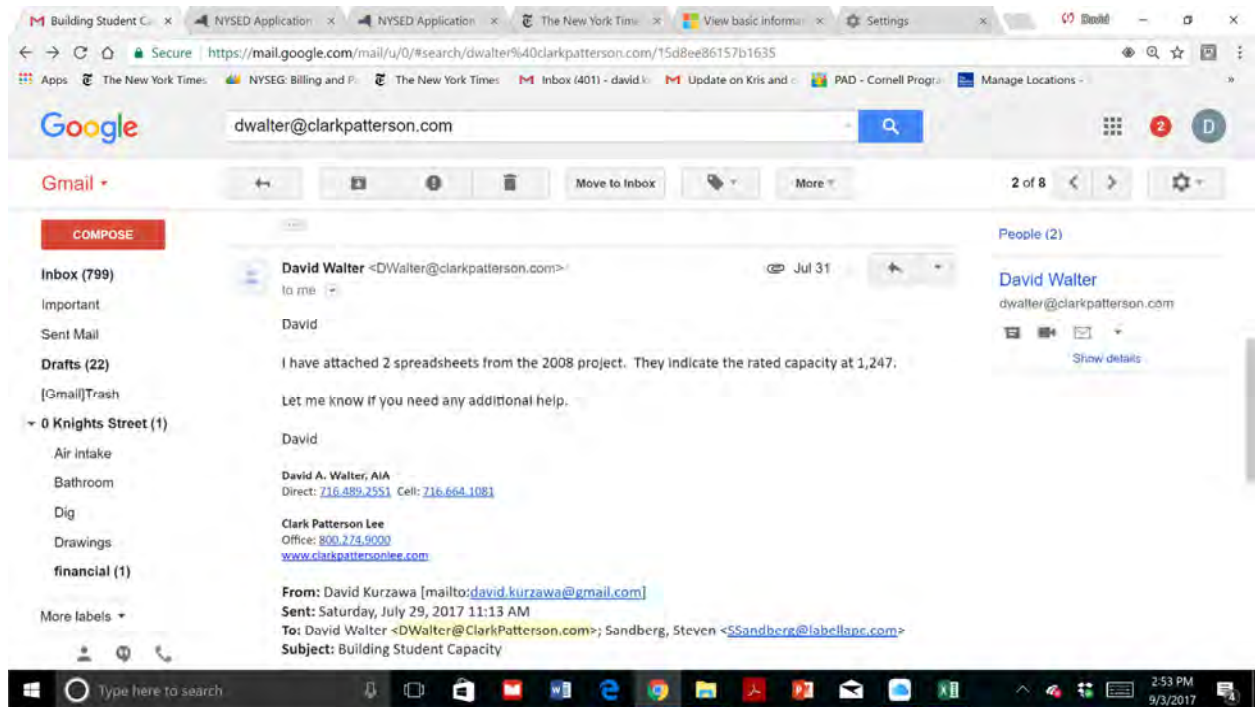 Building Student C
NYSED Application
NYSED Application
The New York Time
View basic informa
Settings
David
Secure
https://mail.google.com/mail/u/0/#search/dwalter%40clarkpatterson.com/15d8ee86157b1635
Apps
The New York Times
NYSEG: Billing and P
The New York Times
Inbox (401) - david.k
Update on Kris and
PAD - Cornell Progra
Manage Locations -
»
Google
dwalter@clarkpatterson.com
2
D
Gmail
Move to Inbox
More
2 of 8
COMPOSE
Inbox (799)
Important
Sent Mail
Drafts (22)
[Gmail]Trash
0 Knights Street (1)
Air intake
Bathroom
Dig
Drawings
financial (1)
More labels
David Walter <DWalter@clarkpatterson.com>
Jul 31
to me
David
I have attached 2 spreadsheets from the 2008 project. They indicate the rated capacity at 1,247.
Let me know if you need any additional help.
David
David A. Walter, AIA
Direct: 716.489.2551 Cell: 716.664.1081
Clark Patterson Lee
Office: 800.274.9000
www.clarkpattersonlee.com
From: David Kurzawa [mailto:david.kurzawa@gmail.com]
Sent: Saturday, July 29, 2017 11:13 AM
To: David Walter <DWalter@ClarkPatterson.com>; Sandberg, Steven <SSandberg@labellapc.com>
Subject: Building Student Capacity
People (2)
David Walter
dwalter@clarkpatterson.com
Show details
Type here to search
2:53 PM
9/3/2017